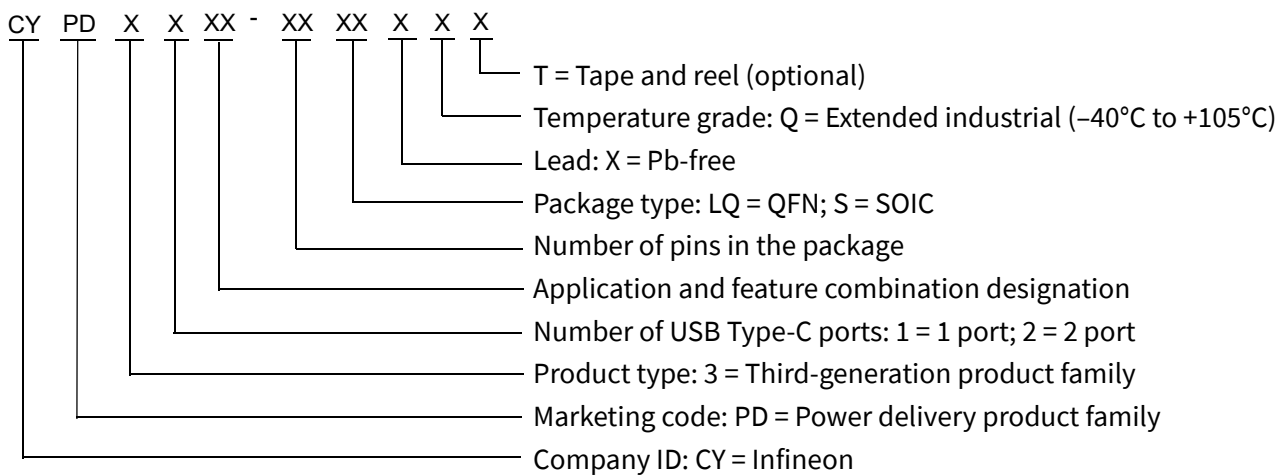 CY PD X X XX - XX XX X X X
T = Tape and reel (optional)
Temperature grade: Q = Extended industrial (–40°C to +105°C)
Lead: X = Pb-free
Package type: LQ = QFN; S = SOIC
Number of pins in the package
Application and feature combination designation
Number of USB Type-C ports: 1 = 1 port; 2 = 2 port
Product type: 3 = Third-generation product family
Marketing code: PD = Power delivery product family
Company ID: CY = Infineon